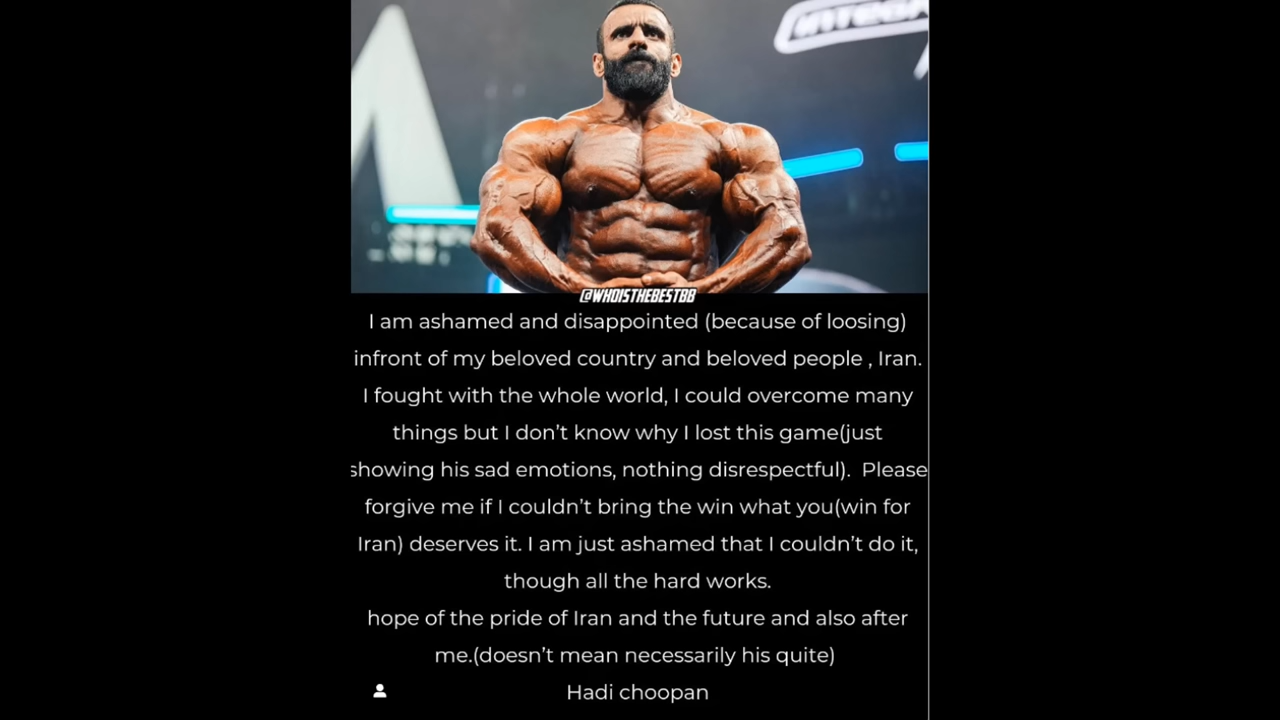 @WHOISTHEBESTBB
I am ashamed and disappointed (because of loosing)
infront of my beloved country and beloved people , Iran.
I fought with the whole world, I could overcome many
things but I don't know why I lost this game(just
showing his sad emotions, nothing disrespectful).  Please
forgive me if I couldn't bring the win what you(win for
Iran) deserves it. I am just ashamed that I couldn't do it,
though all the hard works.
hope of the pride of Iran and the future and also after
me.(doesn't mean necessarily his quite)
Hadi choopan